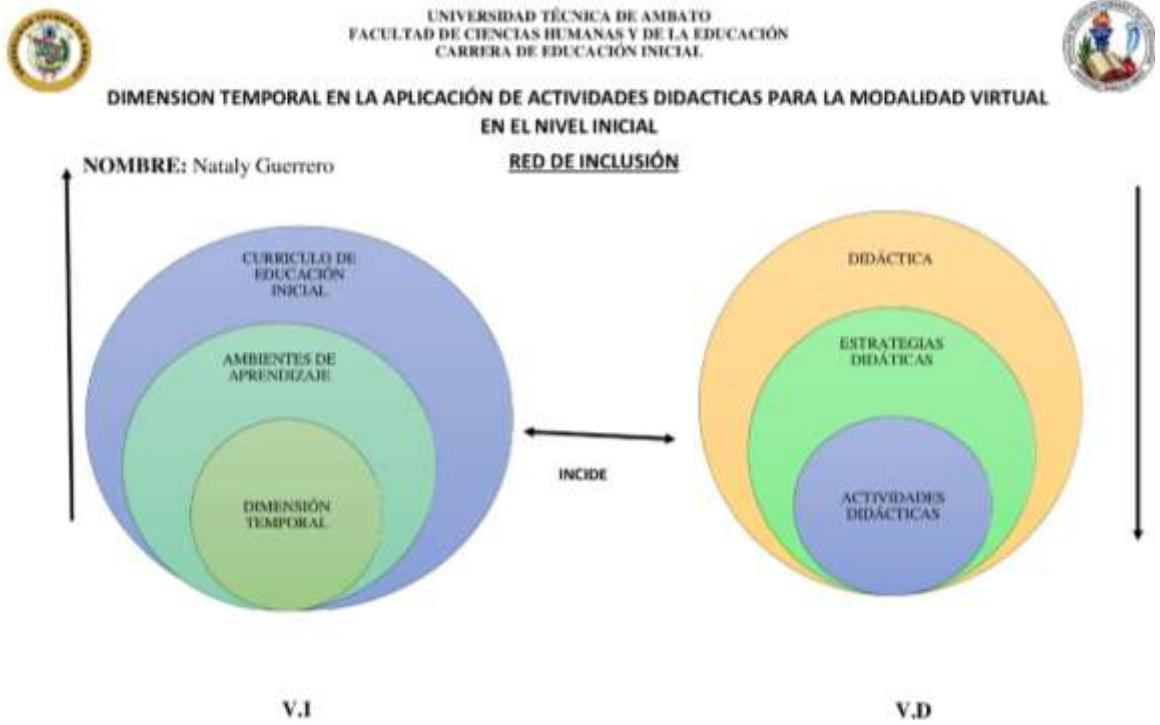 UNIVERSIDAD TÉCNICA DE AMBATO
FACULTAD DE CIENCIAS HUMANAS Y DE LA EDUCACIÓN
CARRERA DE EDUCACIÓN INICIAL
DIMENSION TEMPORAL EN LA APLICACIÓN DE ACTIVIDADES DIDACTICAS PARA LA MODALIDAD VIRTUAL
EN EL NIVEL INICIAL
NOMBRE: Nataly Guerrero
RED DE INCLUSIÓN
CURRICULO DE
EDUCACIÓN
INICIAL
AMBIENTES DE
APRENDIZAJE
DIMENSIÓN
TEMPORAL
INCIDE
DIDÁCTICA
ESTRATEGIAS
DIDÁTICAS
ACTIVIDADES
DIDÁCTICAS
V.I
V.D